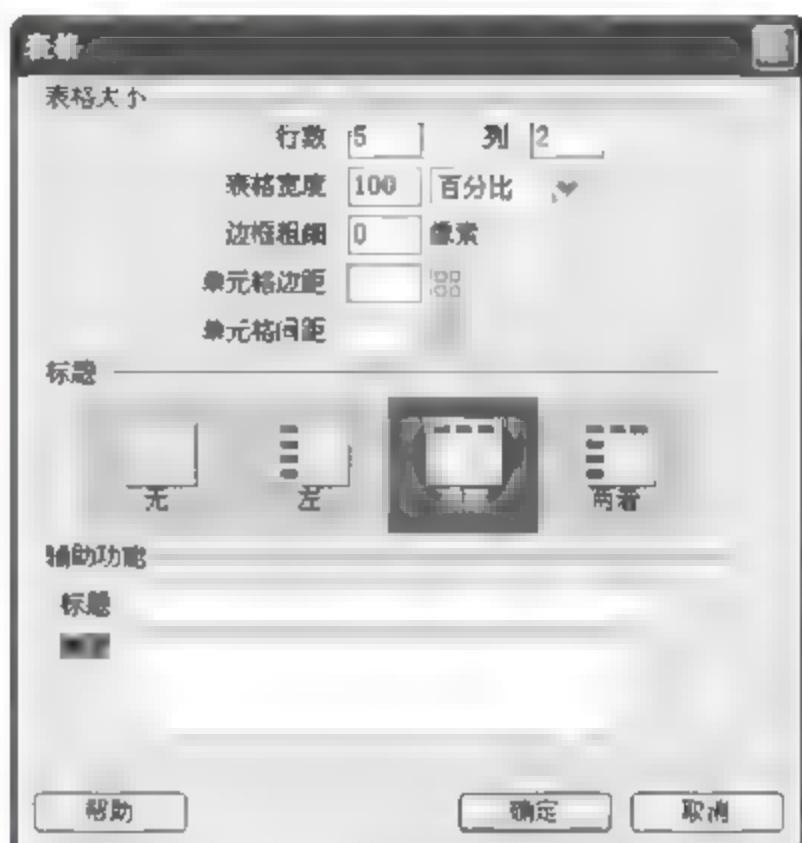 表格
表格大小
行数 5 列 2
表格宽度 100 百分比
边框粗细 0 像素
单元格边距
单元格间距
标题
无 左 两者
辅助功能
标题
帮助 确定 取消